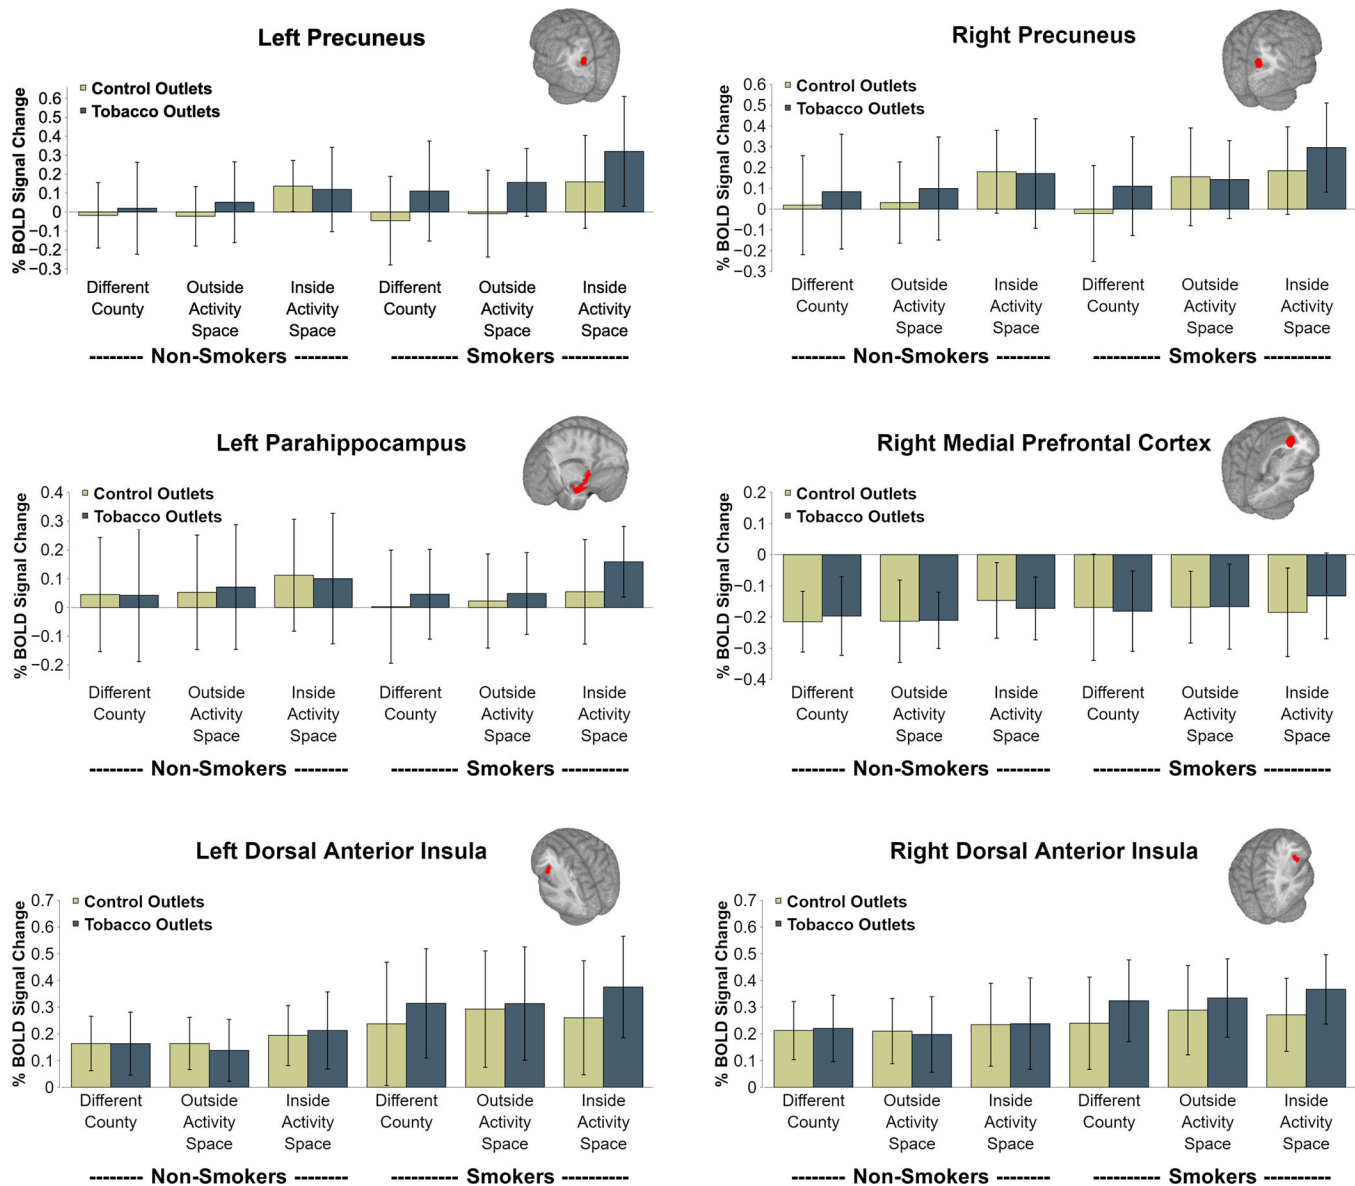 Left Precuneus
% BOLD Signal Change
Control Outlets
Tobacco Outlets
0.6
0.5
0.4
0.3
0.2
0.1
0
−0.1
−0.2
−0.3
Different County
Outside Activity Space
Inside Activity Space
Different County
Outside Activity Space
Inside Activity Space
-------- Non-Smokers --------
---------- Smokers ----------
Right Precuneus
% BOLD Signal Change
Control Outlets
Tobacco Outlets
0.6
0.5
0.4
0.3
0.2
0.1
0
−0.1
−0.2
−0.3
Different County
Outside Activity Space
Inside Activity Space
Different County
Outside Activity Space
Inside Activity Space
-------- Non-Smokers --------
---------- Smokers ----------
Left Parahippocampus
% BOLD Signal Change
Control Outlets
Tobacco Outlets
0.4
0.3
0.2
0.1
0
−0.1
−0.2
Different County
Outside Activity Space
Inside Activity Space
Different County
Outside Activity Space
Inside Activity Space
-------- Non-Smokers --------
---------- Smokers ----------
Right Medial Prefrontal Cortex
% BOLD Signal Change
Control Outlets
Tobacco Outlets
0.2
0.1
0
−0.1
−0.2
−0.3
−0.4
Different County
Outside Activity Space
Inside Activity Space
Different County
Outside Activity Space
Inside Activity Space
-------- Non-Smokers --------
---------- Smokers ----------
Left Dorsal Anterior Insula
% BOLD Signal Change
Control Outlets
Tobacco Outlets
0.7
0.6
0.5
0.4
0.3
0.2
0.1
0
Different County
Outside Activity Space
Inside Activity Space
Different County
Outside Activity Space
Inside Activity Space
-------- Non-Smokers --------
---------- Smokers ----------
Right Dorsal Anterior Insula
% BOLD Signal Change
Control Outlets
Tobacco Outlets
0.7
0.6
0.5
0.4
0.3
0.2
0.1
0
Different County
Outside Activity Space
Inside Activity Space
Different County
Outside Activity Space
Inside Activity Space
-------- Non-Smokers --------
---------- Smokers ----------